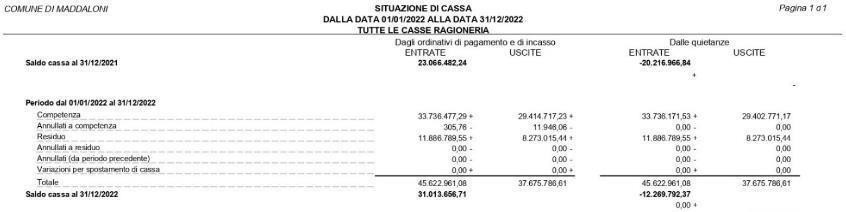 COMUNE DI MADDALONI SITUAZIONE DI CASSA Pagina 1 di 1
DALLA DATA 01/01/2022 ALLA DATA 31/12/2022
TUTTE LE CASSE RAGIONERIA
Dagli ordinativi di pagamento e di incasso Dalle quietanze
ENTRATE USCITE ENTRATE USCITE
Saldo cassa al 31/12/2021 23.066.482,24 -20.216.966,84
+
-
Periodo dal 01/01/2022 al 31/12/2022
Competenza 33.736.477,29 + 29.414.717,23 + 33.736.171,53 + 29.402.771,17
Annullati a competenza 305,76 - 11.946,06 - 0,00 - 0,00
Residuo 11.886.789,55 + 8.273.015,44 + 11.886.789,55 + 8.273.015,44
Annullati a residuo 0,00 - 0,00 - 0,00 - 0,00
Annullati (da periodo precedente) 0,00 - 0,00 - 0,00 - 0,00
Variazioni per spostamento di cassa 0,00 + 0,00 + 0,00 + 0,00
Totale 45.622.961,08 37.675.786,61 45.622.961,08 37.675.786,61
Saldo cassa al 31/12/2022 31.013.656,71 -12.269.792,37
0,00 +